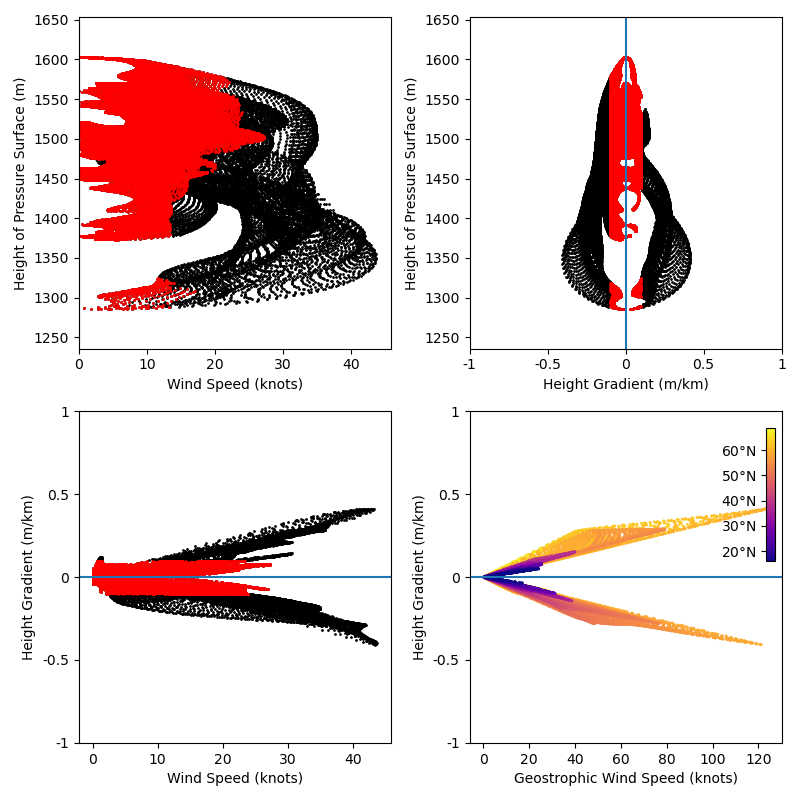 1650
1600
1550
1500
1450
1400
1350
1300
1250
Height of Pressure Surface (m)
0 10 20 30 40
Wind Speed (knots)
1650
1600
1550
1500
1450
1400
1350
1300
1250
Height of Pressure Surface (m)
-1 -0.5 0 0.5 1
Height Gradient (m/km)
1
0.5
0
-0.5
-1
Height Gradient (m/km)
0 10 20 30 40
Wind Speed (knots)
1
0.5
0
-0.5
-1
Height Gradient (m/km)
60°N
50°N
40°N
30°N
20°N
0 20 40 60 80 100 120
Geostrophic Wind Speed (knots)